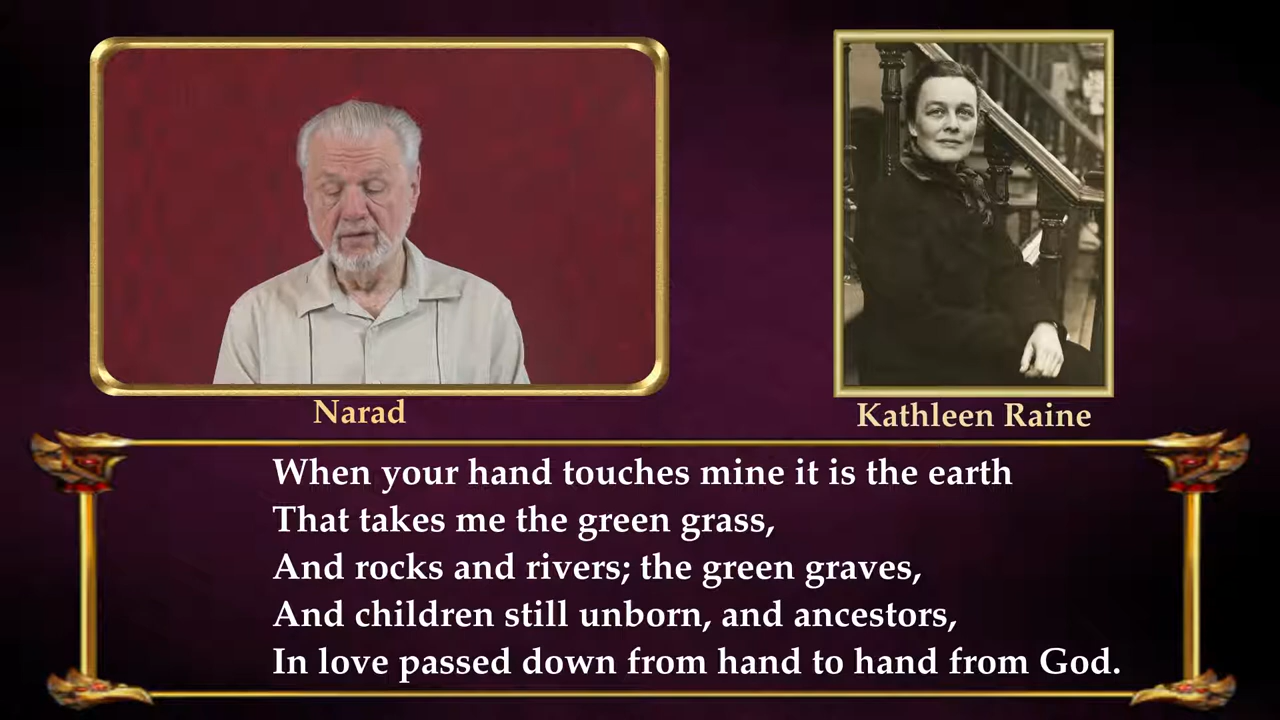 Narad
Kathleen Raine
When your hand touches mine it is the earth
That takes me the green grass,
And rocks and rivers; the green graves,
And children still unborn, and ancestors,
In love passed down from hand to hand from God.